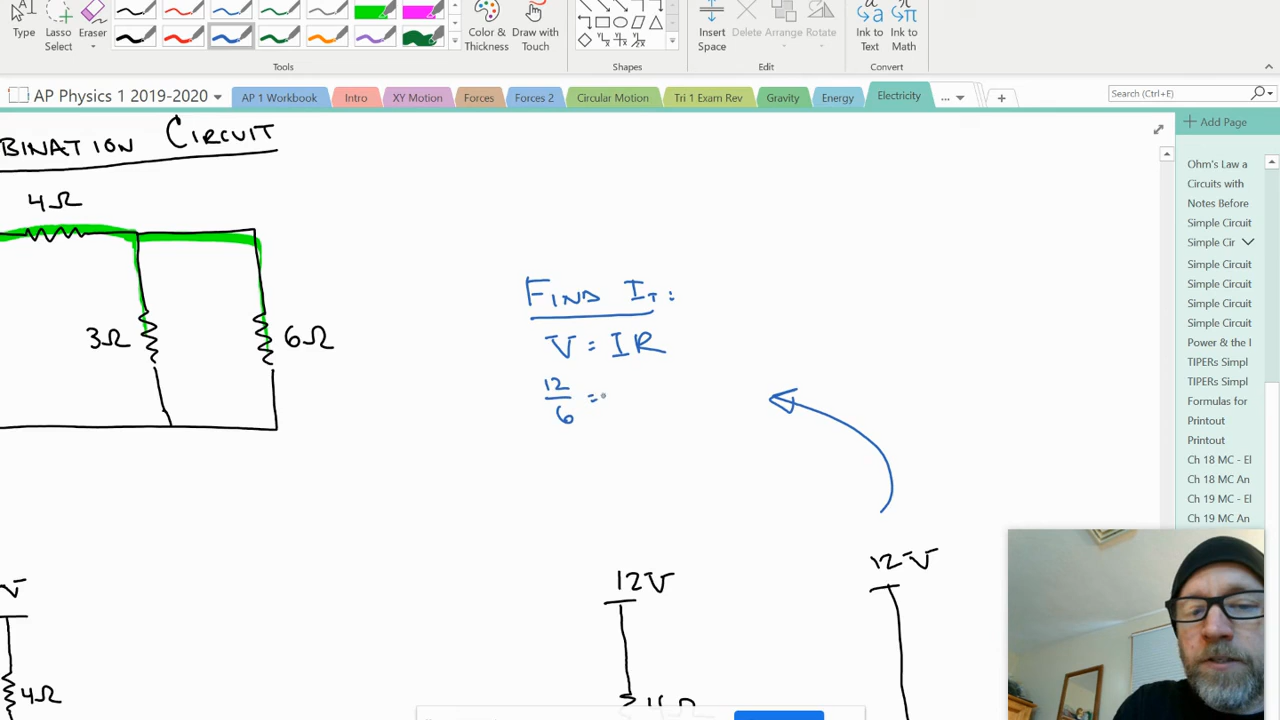 Type
Lasso Select
Eraser
Color & Thickness
Draw with Touch
Insert Space
Delete
Arrange
Rotate
Ink to Text
Ink to Math
Tools
Shapes
Edit
Convert
AP Physics 1 2019-2020
AP 1 Workbook
Intro
XY Motion
Forces
Forces 2
Circular Motion
Tri 1 Exam Rev
Gravity
Energy
Electricity
...
Search (Ctrl+E)
Add Page
Ohm's Law a
Circuits with
Notes Before
Simple Circuit
Simple Cir
Simple Circuit
Simple Circuit
Simple Circuit
Simple Circuit
Power & the I
TIPERs Simpl
TIPERs Simpl
Formulas for
Printout
Printout
Ch 18 MC - El
Ch 18 MC An
Ch 19 MC - El
Ch 19 MC An
BINATION CIRCUIT
4Ω
3Ω
6Ω
FIND I_T:
V = IR
12/6 =
12V
12V
V
4Ω